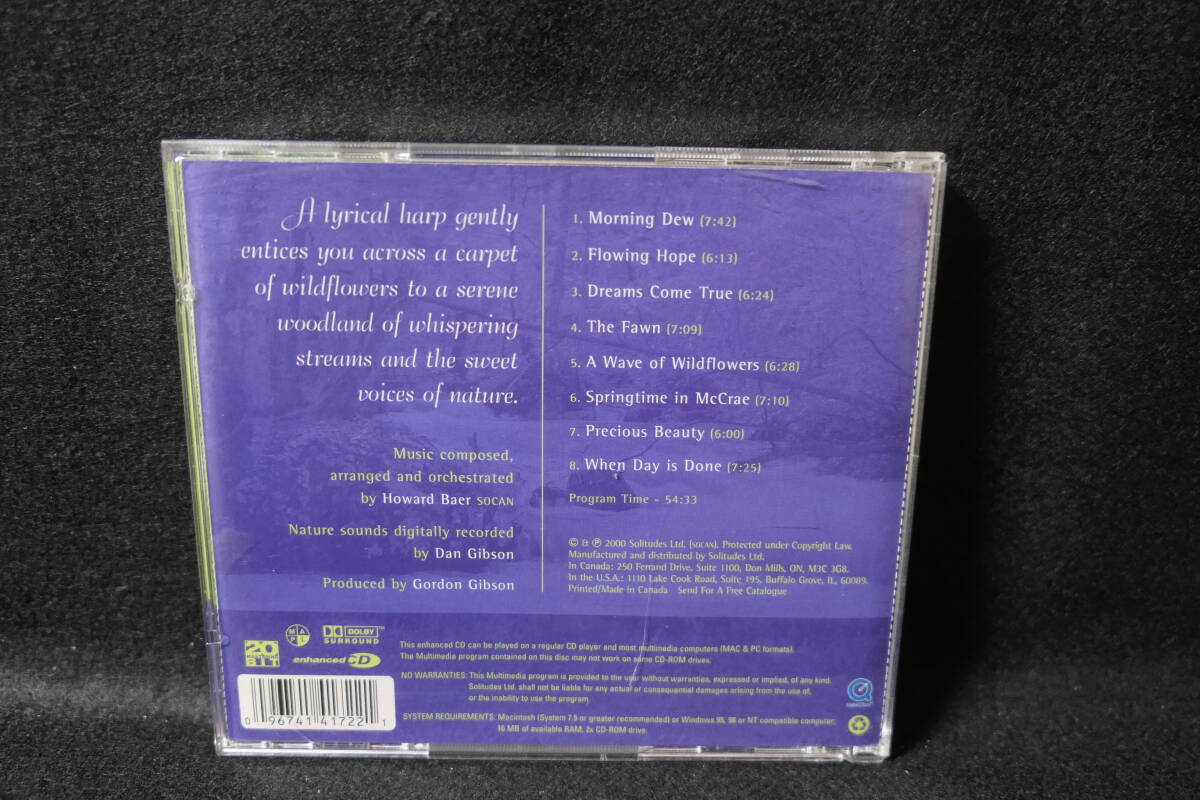 A lyrical harp gently
entices you across a carpet
of wildflowers to a serene
woodland of whispering
streams and the sweet
voices of nature.
Music composed,
arranged and orchestrated
by Howard Baer SOCAN
Nature sounds digitally recorded
by Dan Gibson
Produced by Gordon Gibson
1. Morning Dew (7:42)
2. Flowing Hope (6:13)
3. Dreams Come True (6:24)
4. The Fawn (7:09)
5. A Wave of Wildflowers (6:28)
6. Springtime in McCrae (7:10)
7. Precious Beauty (6:00)
8. When Day is Done (7:25)
Program Time - 54:33
© & ℗ 2000 Solitudes Ltd. (SOCAN). Protected under Copyright Law.
Manufactured and distributed by Solitudes Ltd.
In Canada: 250 Ferrand Drive, Suite 1100, Don Mills, ON, M3C 3G8.
In the U.S.A.: 1110 Lake Cook Road, Suite 195, Buffalo Grove, IL, 60089.
Printed/Made in Canada Send For A Free Catalogue
20
BIT
M A P L
DOLBY™
SURROUND
enhanced CD
This enhanced CD can be played on a regular CD player and most multimedia computers (MAC & PC formats).
The Multimedia program contained on this disc may not work on some CD-ROM drives.
NO WARRANTIES: This Multimedia program is provided to the user without warranties, expressed or implied, of any kind.
Solitudes Ltd. shall not be liable for any actual or consequential damages arising from the use of,
or the inability to use the program.
SYSTEM REQUIREMENTS: Macintosh (System 7.5 or greater recommended) or Windows 95, 98 or NT compatible computer;
16 MB of available RAM; 2x CD-ROM drive.
0 96741 41722 1